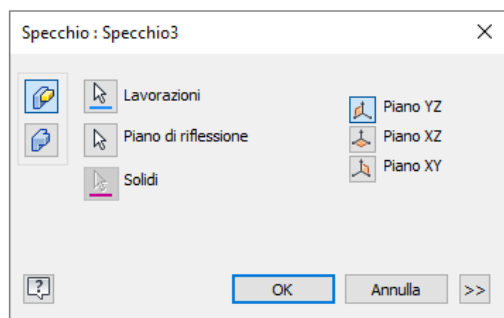 Specchio : Specchio3
Lavorazioni
Piano di riflessione
Solidi
Piano YZ
Piano XZ
Piano XY
?
OK
Annulla
>>